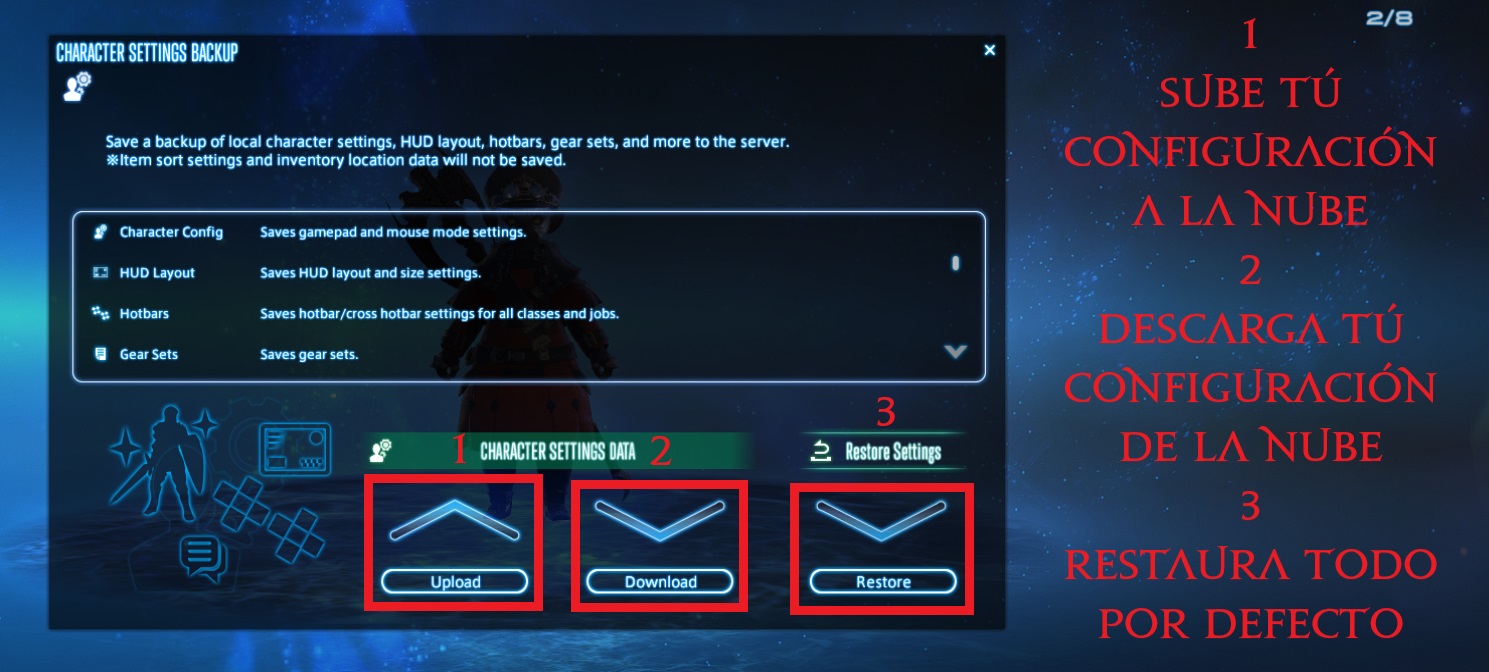 2/8
CHARACTER SETTINGS BACKUP
Save a backup of local character settings, HUD layout, hotbars, gear sets, and more to the server.
※Item sort settings and inventory location data will not be saved.
Character Config Saves gamepad and mouse mode settings.
HUD Layout Saves HUD layout and size settings.
Hotbars Saves hotbar/cross hotbar settings for all classes and jobs.
Gear Sets Saves gear sets.
1 CHARACTER SETTINGS DATA 2
3
Restore Settings
Upload
Download
Restore
1
SUBE TÚ
CONFIGURACIÓN
A LA NUBE
2
DESCARGA TÚ
CONFIGURACIÓN
DE LA NUBE
3
RESTAURA TODO
POR DEFECTO